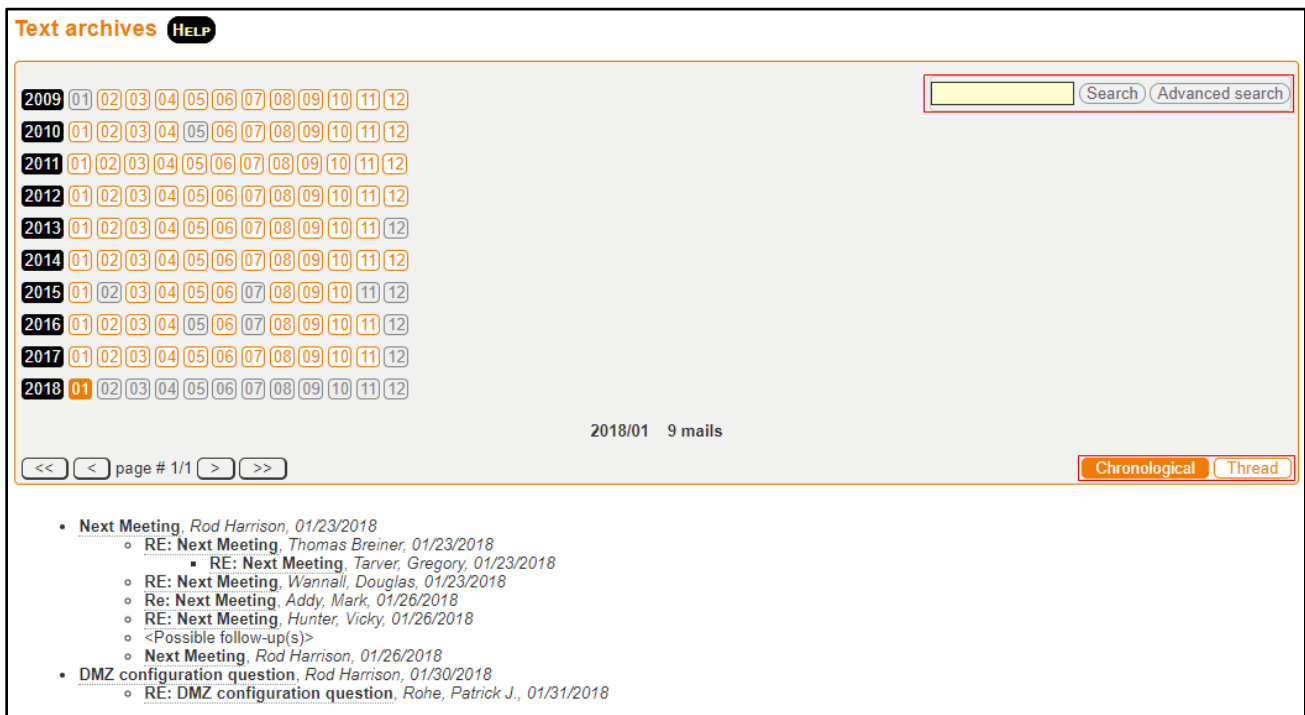 Text archives HELP
2009 01 02 03 04 05 06 07 08 09 10 11 12
Search Advanced search
2010 01 02 03 04 05 06 07 08 09 10 11 12
2011 01 02 03 04 05 06 07 08 09 10 11 12
2012 01 02 03 04 05 06 07 08 09 10 11 12
2013 01 02 03 04 05 06 07 08 09 10 11 12
2014 01 02 03 04 05 06 07 08 09 10 11 12
2015 01 02 03 04 05 06 07 08 09 10 11 12
2016 01 02 03 04 05 06 07 08 09 10 11 12
2017 01 02 03 04 05 06 07 08 09 10 11 12
2018 01 02 03 04 05 06 07 08 09 10 11 12
2018/01 9 mails
<< < page # 1/1 > >>
Chronological Thread
• Next Meeting, Rod Harrison, 01/23/2018
◦ RE: Next Meeting, Thomas Breiner, 01/23/2018
▪ RE: Next Meeting, Tarver, Gregory, 01/23/2018
◦ RE: Next Meeting, Wannall, Douglas, 01/23/2018
◦ Re: Next Meeting, Addy, Mark, 01/26/2018
◦ RE: Next Meeting, Hunter, Vicky, 01/26/2018
◦ <Possible follow-up(s)>
◦ Next Meeting, Rod Harrison, 01/26/2018
• DMZ configuration question, Rod Harrison, 01/30/2018
◦ RE: DMZ configuration question, Rohe, Patrick J., 01/31/2018